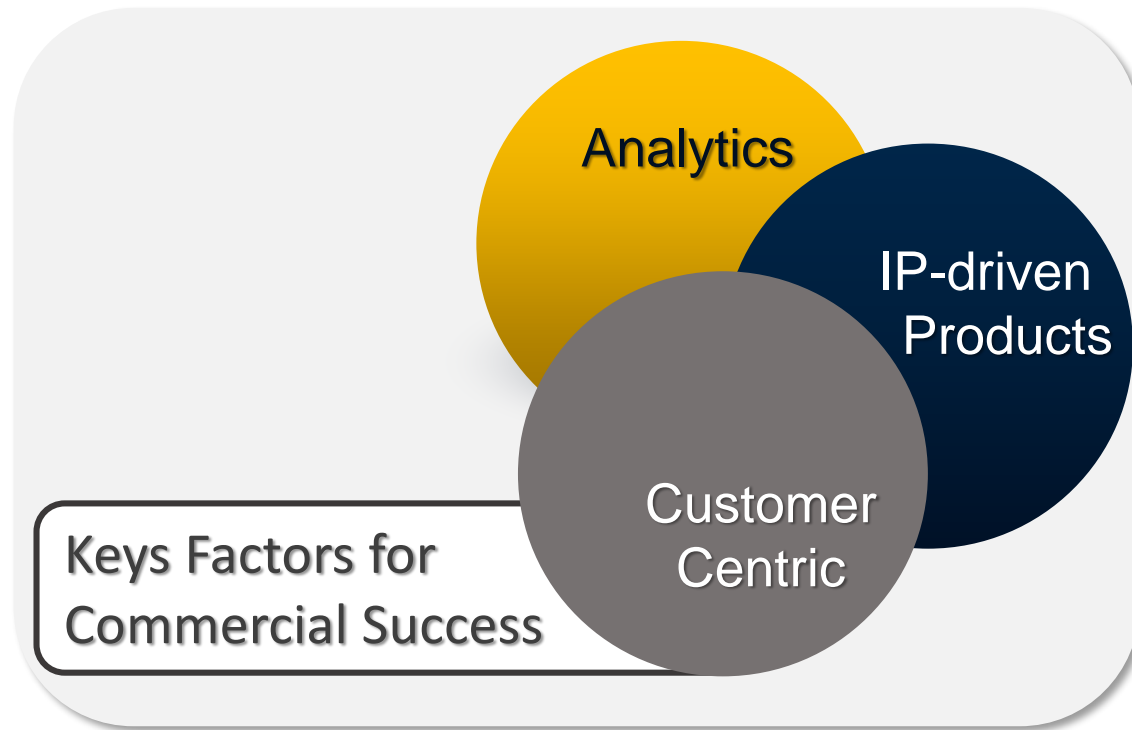 Analytics
IP-driven
Products
Customer
Centric
Keys Factors for
Commercial Success